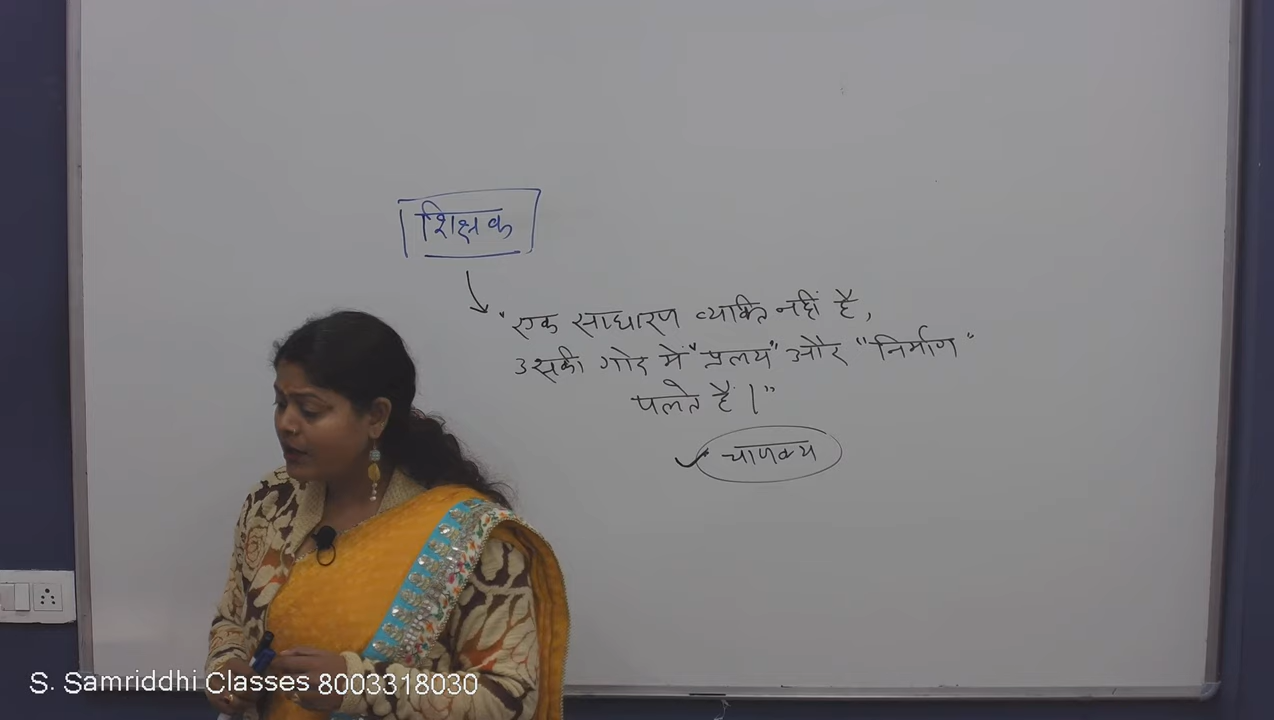 शिक्षक
"एक साधारण व्यक्ति नहीं है,
उसकी गोद में "प्रलय" और "निर्माण"
पलते हैं।"
चाणक्य
S. Samriddhi Classes 8003318030